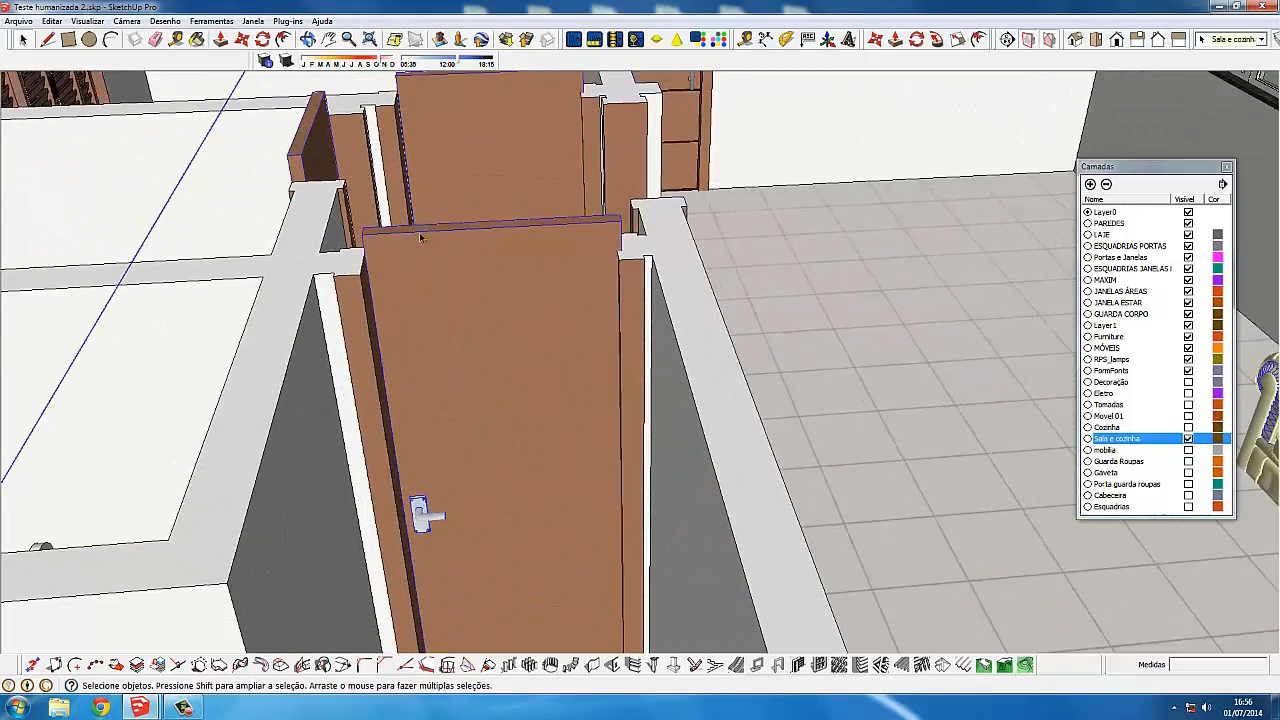 Teste humanizada 2.skp - SketchUp Pro
Arquivo Editar Visualizar Câmera Desenho Ferramentas Janela Plug-ins Ajuda
Sala e cozinh
J F M A M J J A S O N D 05:36 12:00 18:15
Camadas
Nome Visível Cor
Layer0
PAREDES
LAJE
ESQUADRIAS PORTAS
Portas e Janelas
ESQUADRIAS JANELAS I
MAXIM
JANELAS ÁREAS
JANELA ESTAR
GUARDA CORPO
Layer1
Furniture
MÓVEIS
RPS_lamps
FormFonts
Decoração
Eletro
Tomadas
Movel 01
Cozinha
Sala e cozinha
mobília
Guarda Roupas
Gaveta
Porta guarda roupas
Cabeceira
Esquadrias
Medidas
Selecione objetos. Pressione Shift para ampliar a seleção. Arraste o mouse para fazer múltiplas seleções.
16:56
01/07/2014